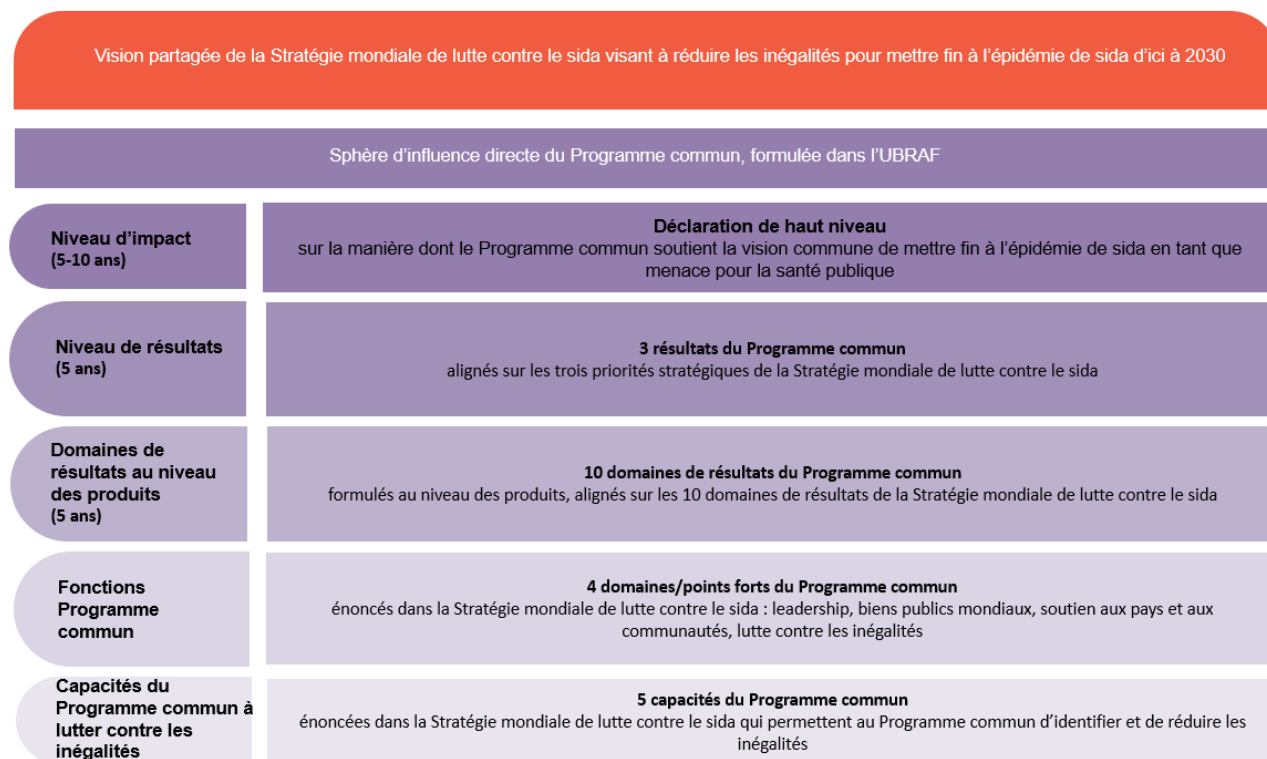 Vision partagée de la Stratégie mondiale de lutte contre le sida visant à réduire les inégalités pour mettre fin à l’épidémie de sida d’ici à 2030
Sphère d’influence directe du Programme commun, formulée dans l’UBRAF
Niveau d’impact
(5-10 ans)
Déclaration de haut niveau
sur la manière dont le Programme commun soutient la vision commune de mettre fin à l’épidémie de sida en tant que
menace pour la santé publique
Niveau de résultats
(5 ans)
3 résultats du Programme commun
alignés sur les trois priorités stratégiques de la Stratégie mondiale de lutte contre le sida
Domaines de
résultats au niveau
des produits
(5 ans)
10 domaines de résultats du Programme commun
formulés au niveau des produits, alignés sur les 10 domaines de résultats de la Stratégie mondiale de lutte contre le sida
Fonctions
Programme
commun
4 domaines/points forts du Programme commun
énoncés dans la Stratégie mondiale de lutte contre le sida : leadership, biens publics mondiaux, soutien aux pays et aux
communautés, lutte contre les inégalités
Capacités du
Programme commun à
lutter contre les
inégalités
5 capacités du Programme commun
énoncées dans la Stratégie mondiale de lutte contre le sida qui permettent au Programme commun d’identifier et de réduire les
inégalités